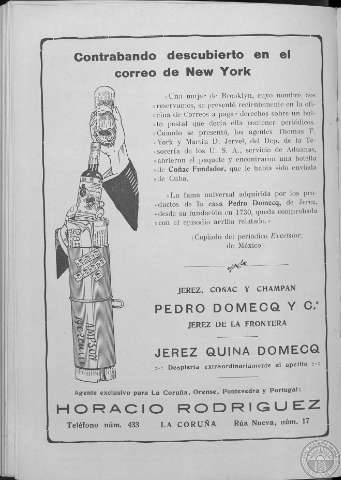 Contrabando descubierto en el
correo de New York
«Una mujer de Brooklyn, cuyo nombre nos
»reservamos, se presentó recientemente en la ofi-
»cina de Correos a pagar derechos sobre un bul-
»to postal que decía ella contener periódicos.
»Cuando se presentó, los agentes Thomas T.
»York y Martin D. Jervel, del Dep. de la Te-
»sorería de los U. S. A., servicio de Aduanas,
»abrieron el paquete y encontraron una botella
»de Coñac Fundador, que le había sido enviada
»de Cuba.
»La fama universal adquirida por los pro-
»ductos de la casa Pedro Domecq, de Jerez,
»desde su fundación en 1730, queda comprobada
»con el episodio arriba relatado.»
(Copiado del periódico Excelsior,
de México
JEREZ, COÑAC Y CHAMPAN
PEDRO DOMECQ Y C.ª
JEREZ DE LA FRONTERA
JEREZ QUINA DOMECQ
:-: Despierta extraordinariamente el apetito :-:
Agente exclusivo para La Coruña, Orense, Pontevedra y Portugal:
HORACIO RODRIGUEZ
Teléfono núm. 433 LA CORUÑA Rúa Nueva, núm. 17